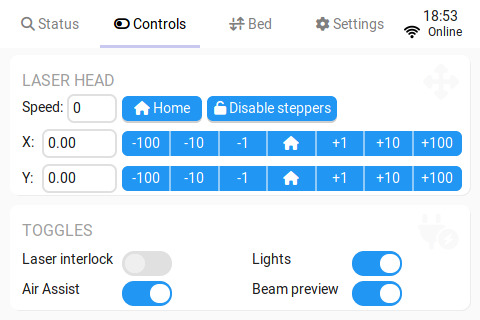 Status Controls Bed Settings 18:53
Online
LASER HEAD
Speed: 0 Home Disable steppers
X: 0.00 -100 -10 -1 +1 +10 +100
Y: 0.00 -100 -10 -1 +1 +10 +100
TOGGLES
Laser interlock Lights
Air Assist Beam preview